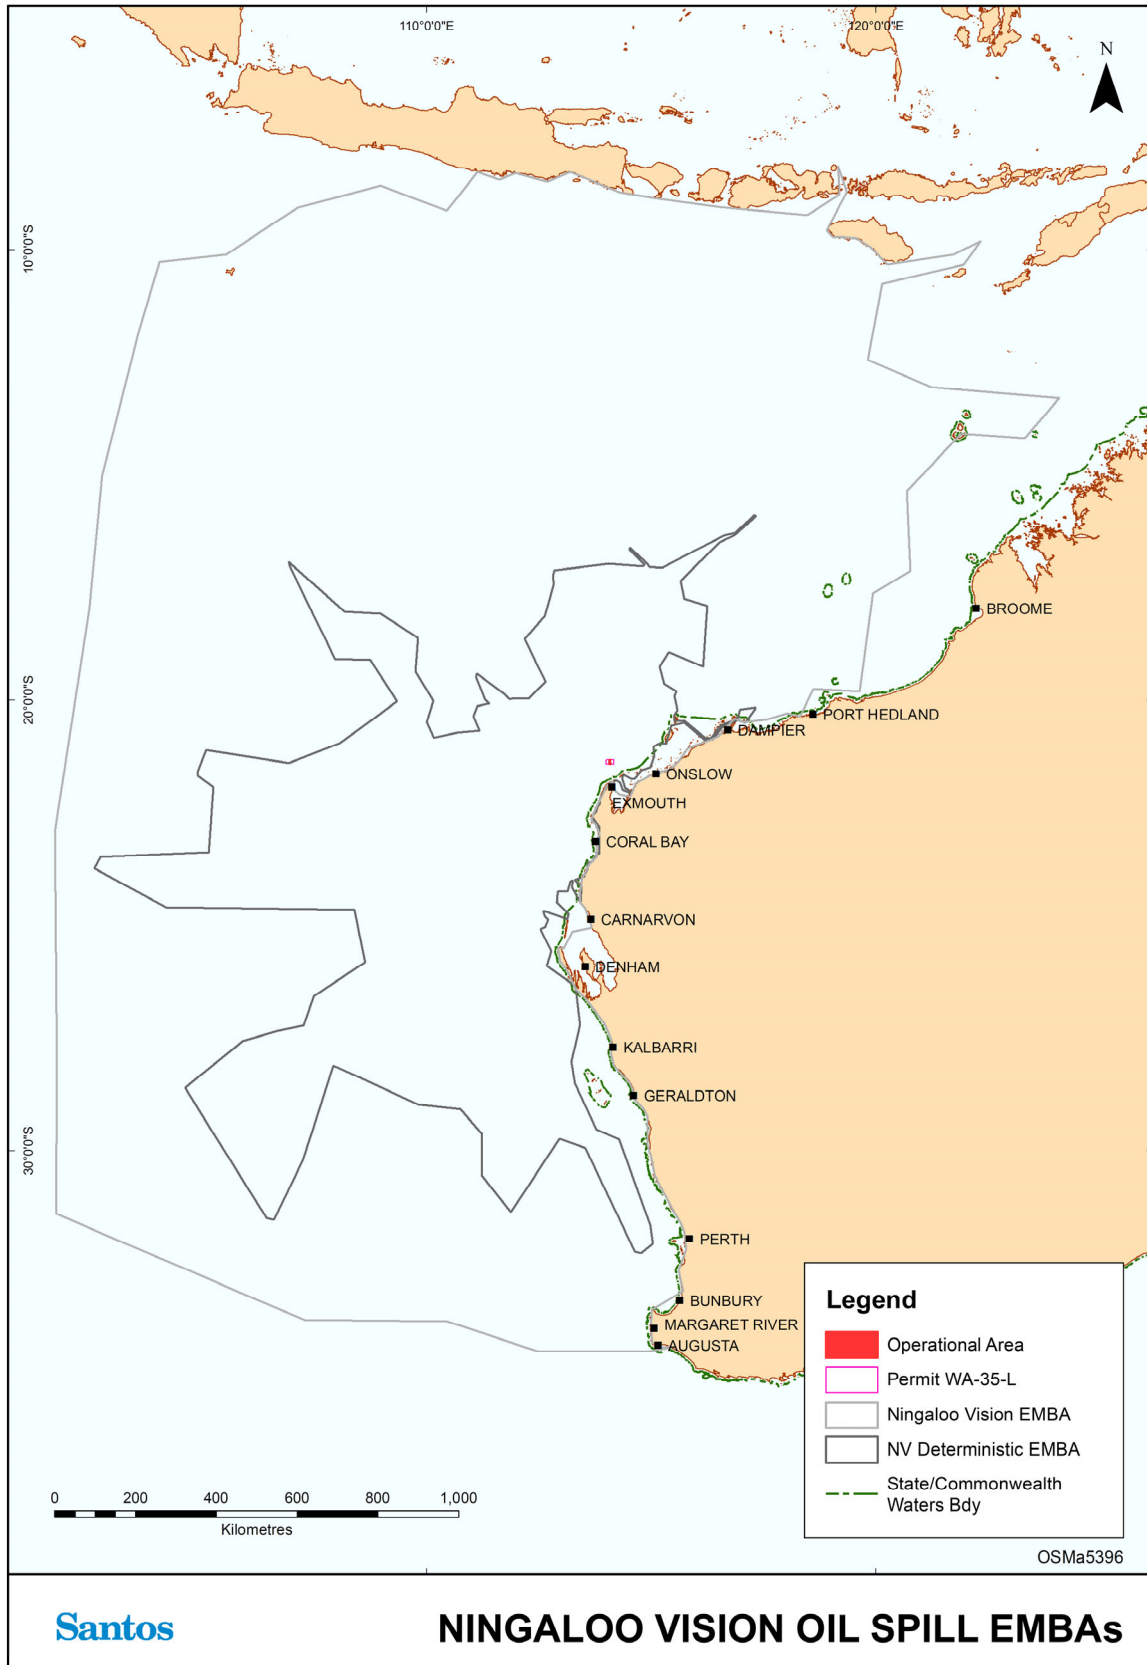 110°0'0"E
120°0'0"E
N
10°0'0"S
BROOME
20°0'0"S
PORT HEDLAND
DAMPIER
ONSLOW
EXMOUTH
CORAL BAY
CARNARVON
DENHAM
KALBARRI
GERALDTON
30°0'0"S
PERTH
BUNBURY
MARGARET RIVER
AUGUSTA
Legend
Operational Area
Permit WA-35-L
Ningaloo Vision EMBA
NV Deterministic EMBA
State/Commonwealth
Waters Bdy
0 200 400 600 800 1,000
Kilometres
OSMa5396
Santos
NINGALOO VISION OIL SPILL EMBAs